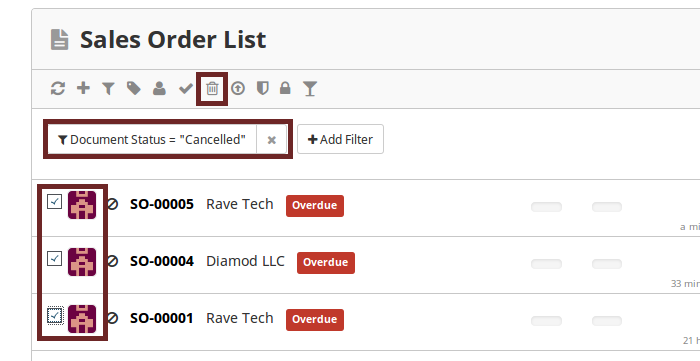 Sales Order List
Document Status = "Cancelled" × Add Filter
SO-00005 Rave Tech Overdue
a mi
SO-00004 Diamod LLC Overdue
33 min
SO-00001 Rave Tech Overdue
21 h